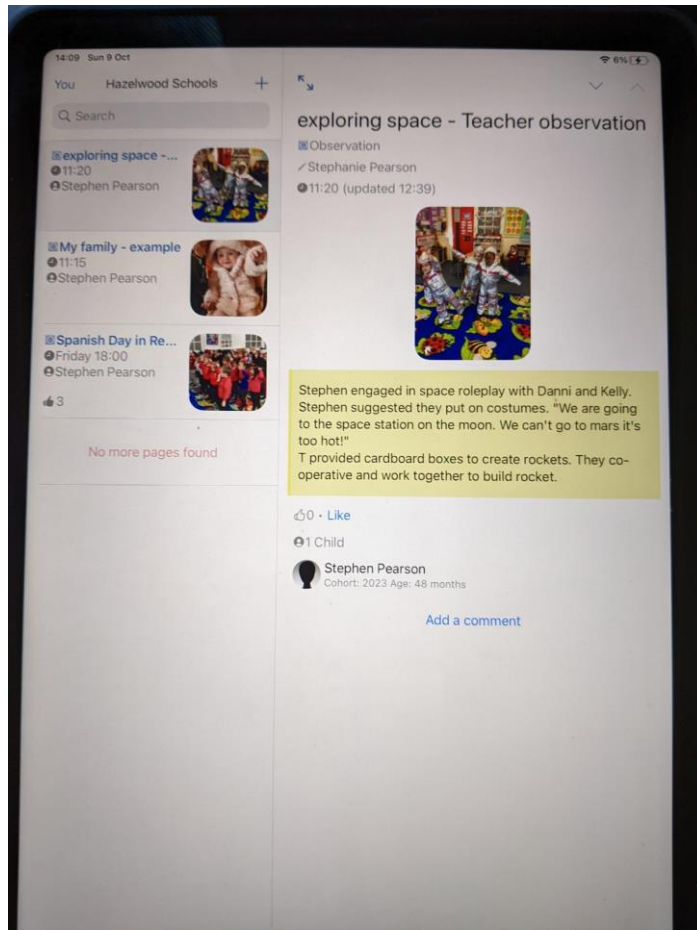 14:09 Sun 9 Oct
6%
You Hazelwood Schools +
Search
exploring space -...
11:20
Stephen Pearson
My family - example
11:15
Stephen Pearson
Spanish Day in Re...
Friday 18:00
Stephen Pearson
3
No more pages found
exploring space - Teacher observation
Observation
Stephanie Pearson
11:20 (updated 12:39)
Stephen engaged in space roleplay with Danni and Kelly.
Stephen suggested they put on costumes. "We are going
to the space station on the moon. We can't go to mars it's
too hot!"
T provided cardboard boxes to create rockets. They co-
operative and work together to build rocket.
0 · Like
1 Child
Stephen Pearson
Cohort: 2023 Age: 48 months
Add a comment